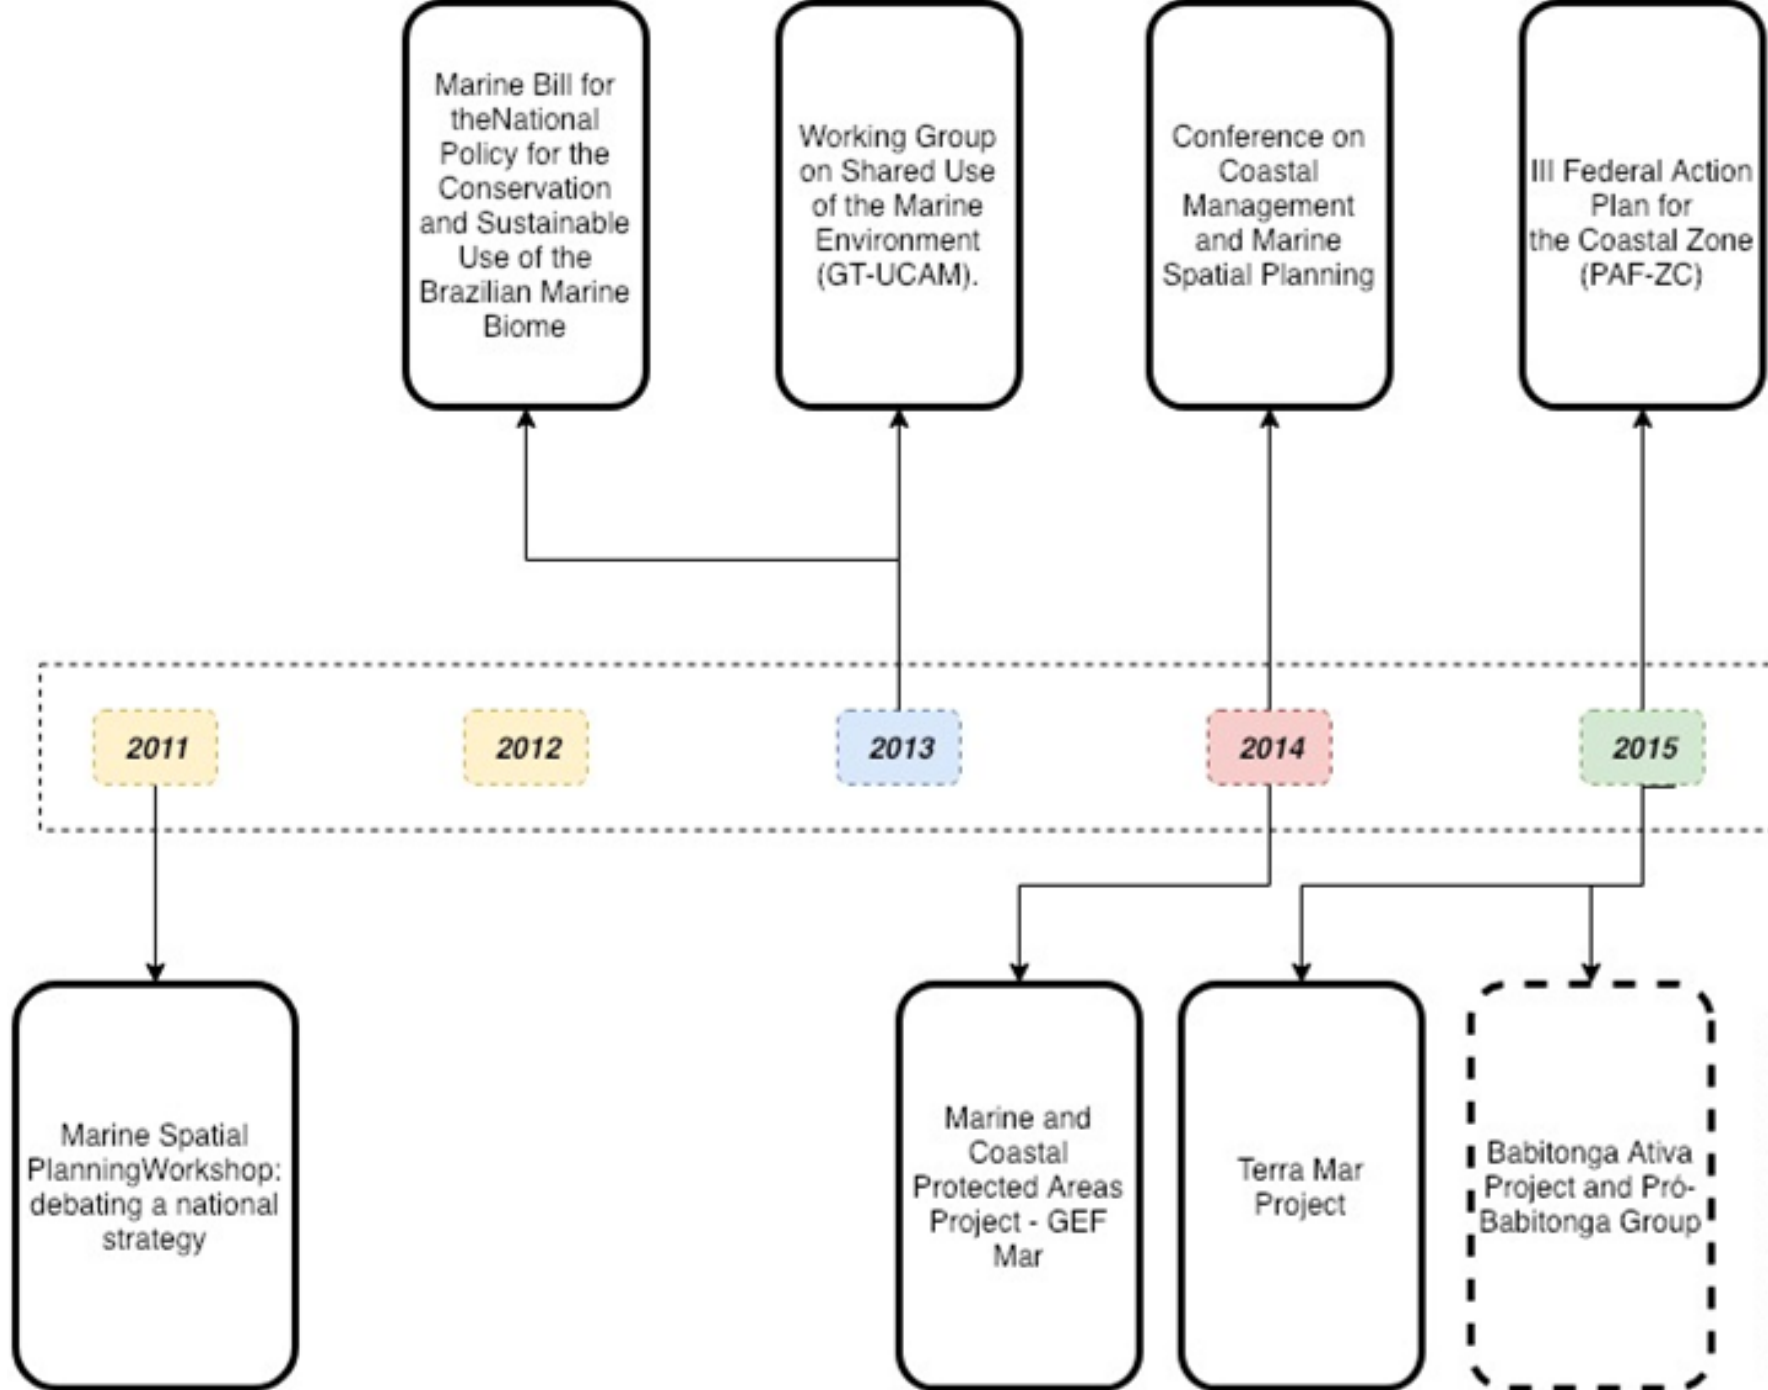 Marine Bill for
theNational
Policy for the
Conservation
and Sustainable
Use of the
Brazilian Marine
Biome
Working Group
on Shared Use
of the Marine
Environment
(GT-UCAM).
Conference on
Coastal
Management
and Marine
Spatial Planning
III Federal Action
Plan for
the Coastal Zone
(PAF-ZC)
2011
2012
2013
2014
2015
Marine Spatial
PlanningWorkshop:
debating a national
strategy
Marine and
Coastal
Protected Areas
Project - GEF
Mar
Terra Mar
Project
Babitonga Ativa
Project and Pró-
Babitonga Group